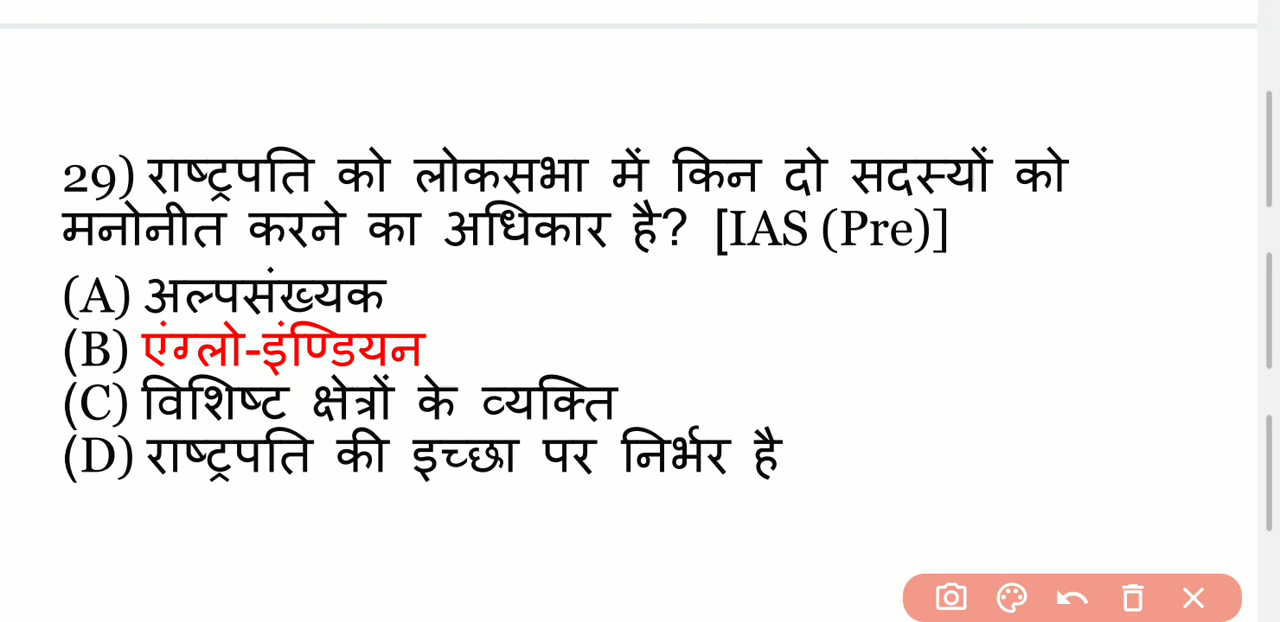 29) राष्ट्रपति को लोकसभा में किन दो सदस्यों को
मनोनीत करने का अधिकार है? [IAS (Pre)]
(A) अल्पसंख्यक
(B) एंग्लो-इंण्डियन
(C) विशिष्ट क्षेत्रों के व्यक्ति
(D) राष्ट्रपति की इच्छा पर निर्भर है